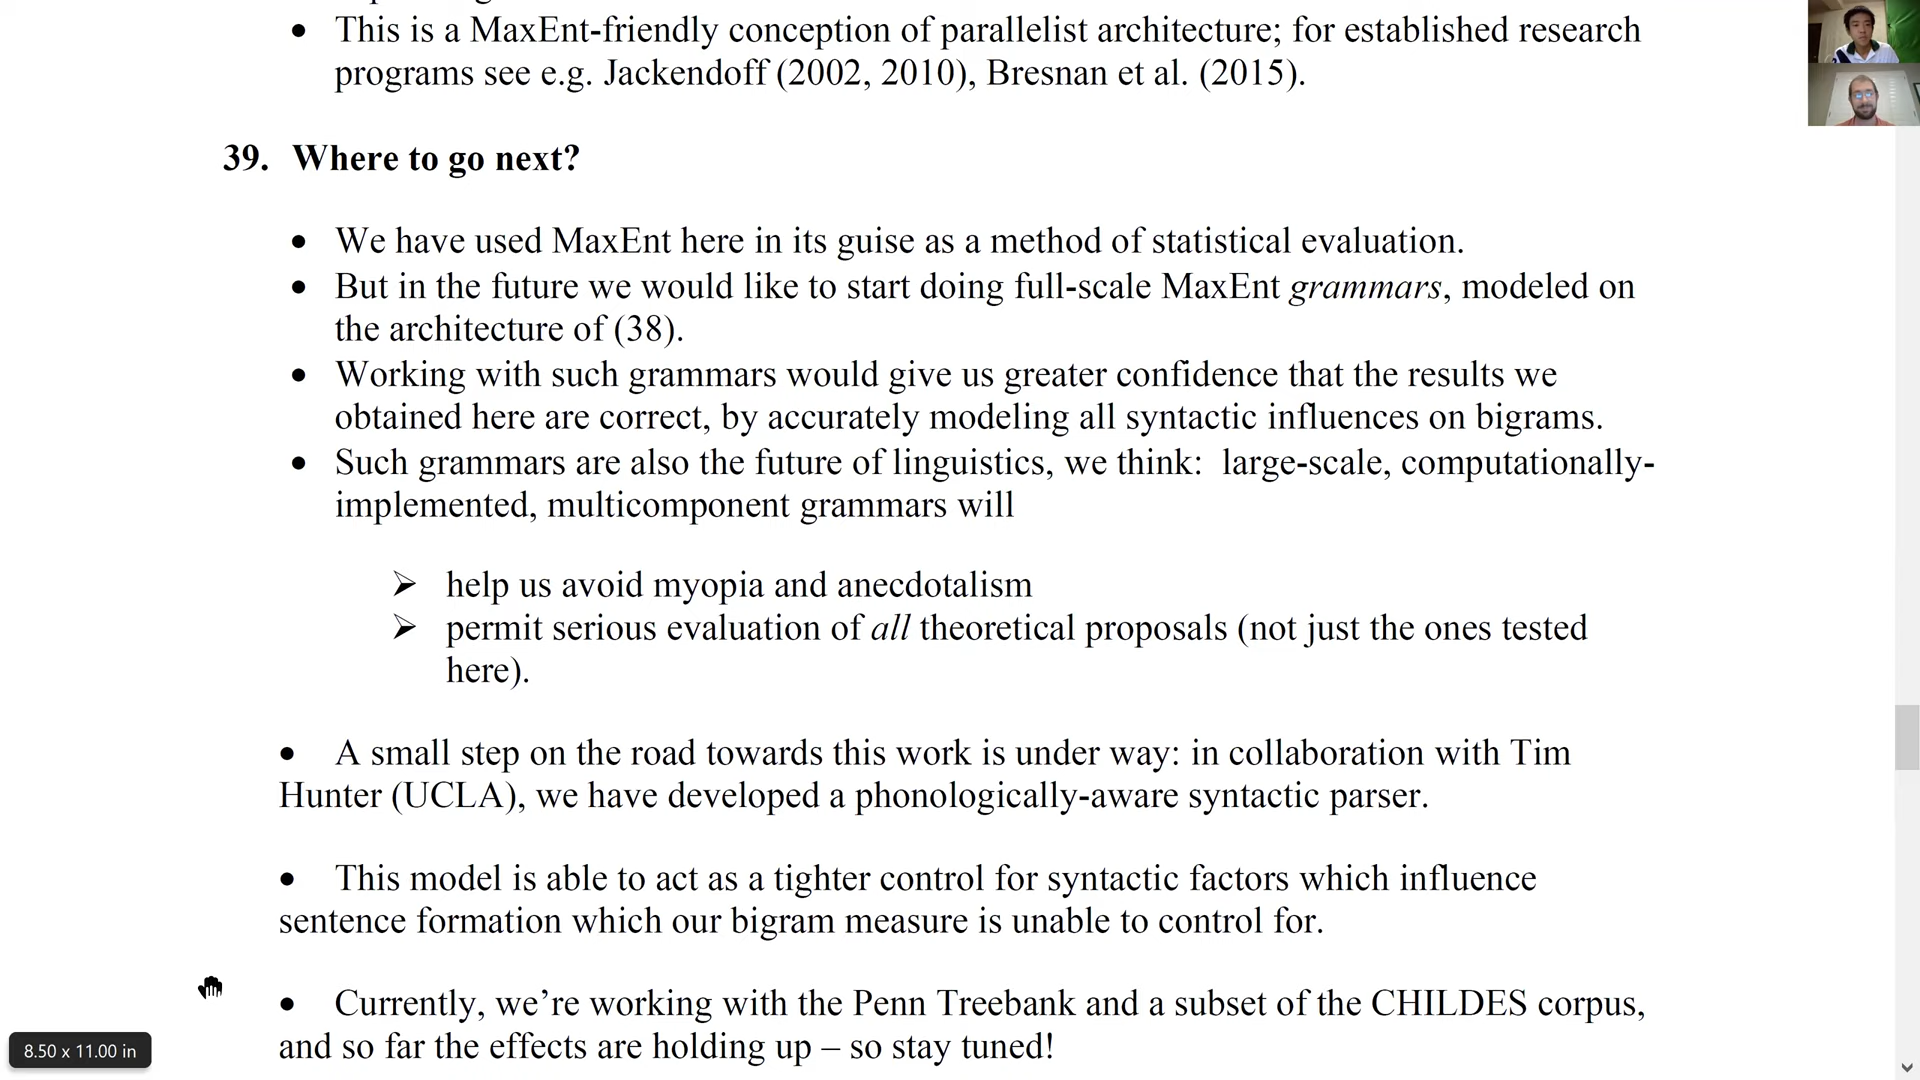 • This is a MaxEnt-friendly conception of parallelist architecture; for established research
programs see e.g. Jackendoff (2002, 2010), Bresnan et al. (2015).
39. Where to go next?
• We have used MaxEnt here in its guise as a method of statistical evaluation.
• But in the future we would like to start doing full-scale MaxEnt grammars, modeled on
the architecture of (38).
• Working with such grammars would give us greater confidence that the results we
obtained here are correct, by accurately modeling all syntactic influences on bigrams.
• Such grammars are also the future of linguistics, we think:  large-scale, computationally-
implemented, multicomponent grammars will
➢ help us avoid myopia and anecdotalism
➢ permit serious evaluation of all theoretical proposals (not just the ones tested
here).
• A small step on the road towards this work is under way: in collaboration with Tim
Hunter (UCLA), we have developed a phonologically-aware syntactic parser.
• This model is able to act as a tighter control for syntactic factors which influence
sentence formation which our bigram measure is unable to control for.
• Currently, we’re working with the Penn Treebank and a subset of the CHILDES corpus,
and so far the effects are holding up – so stay tuned!
8.50 x 11.00 in